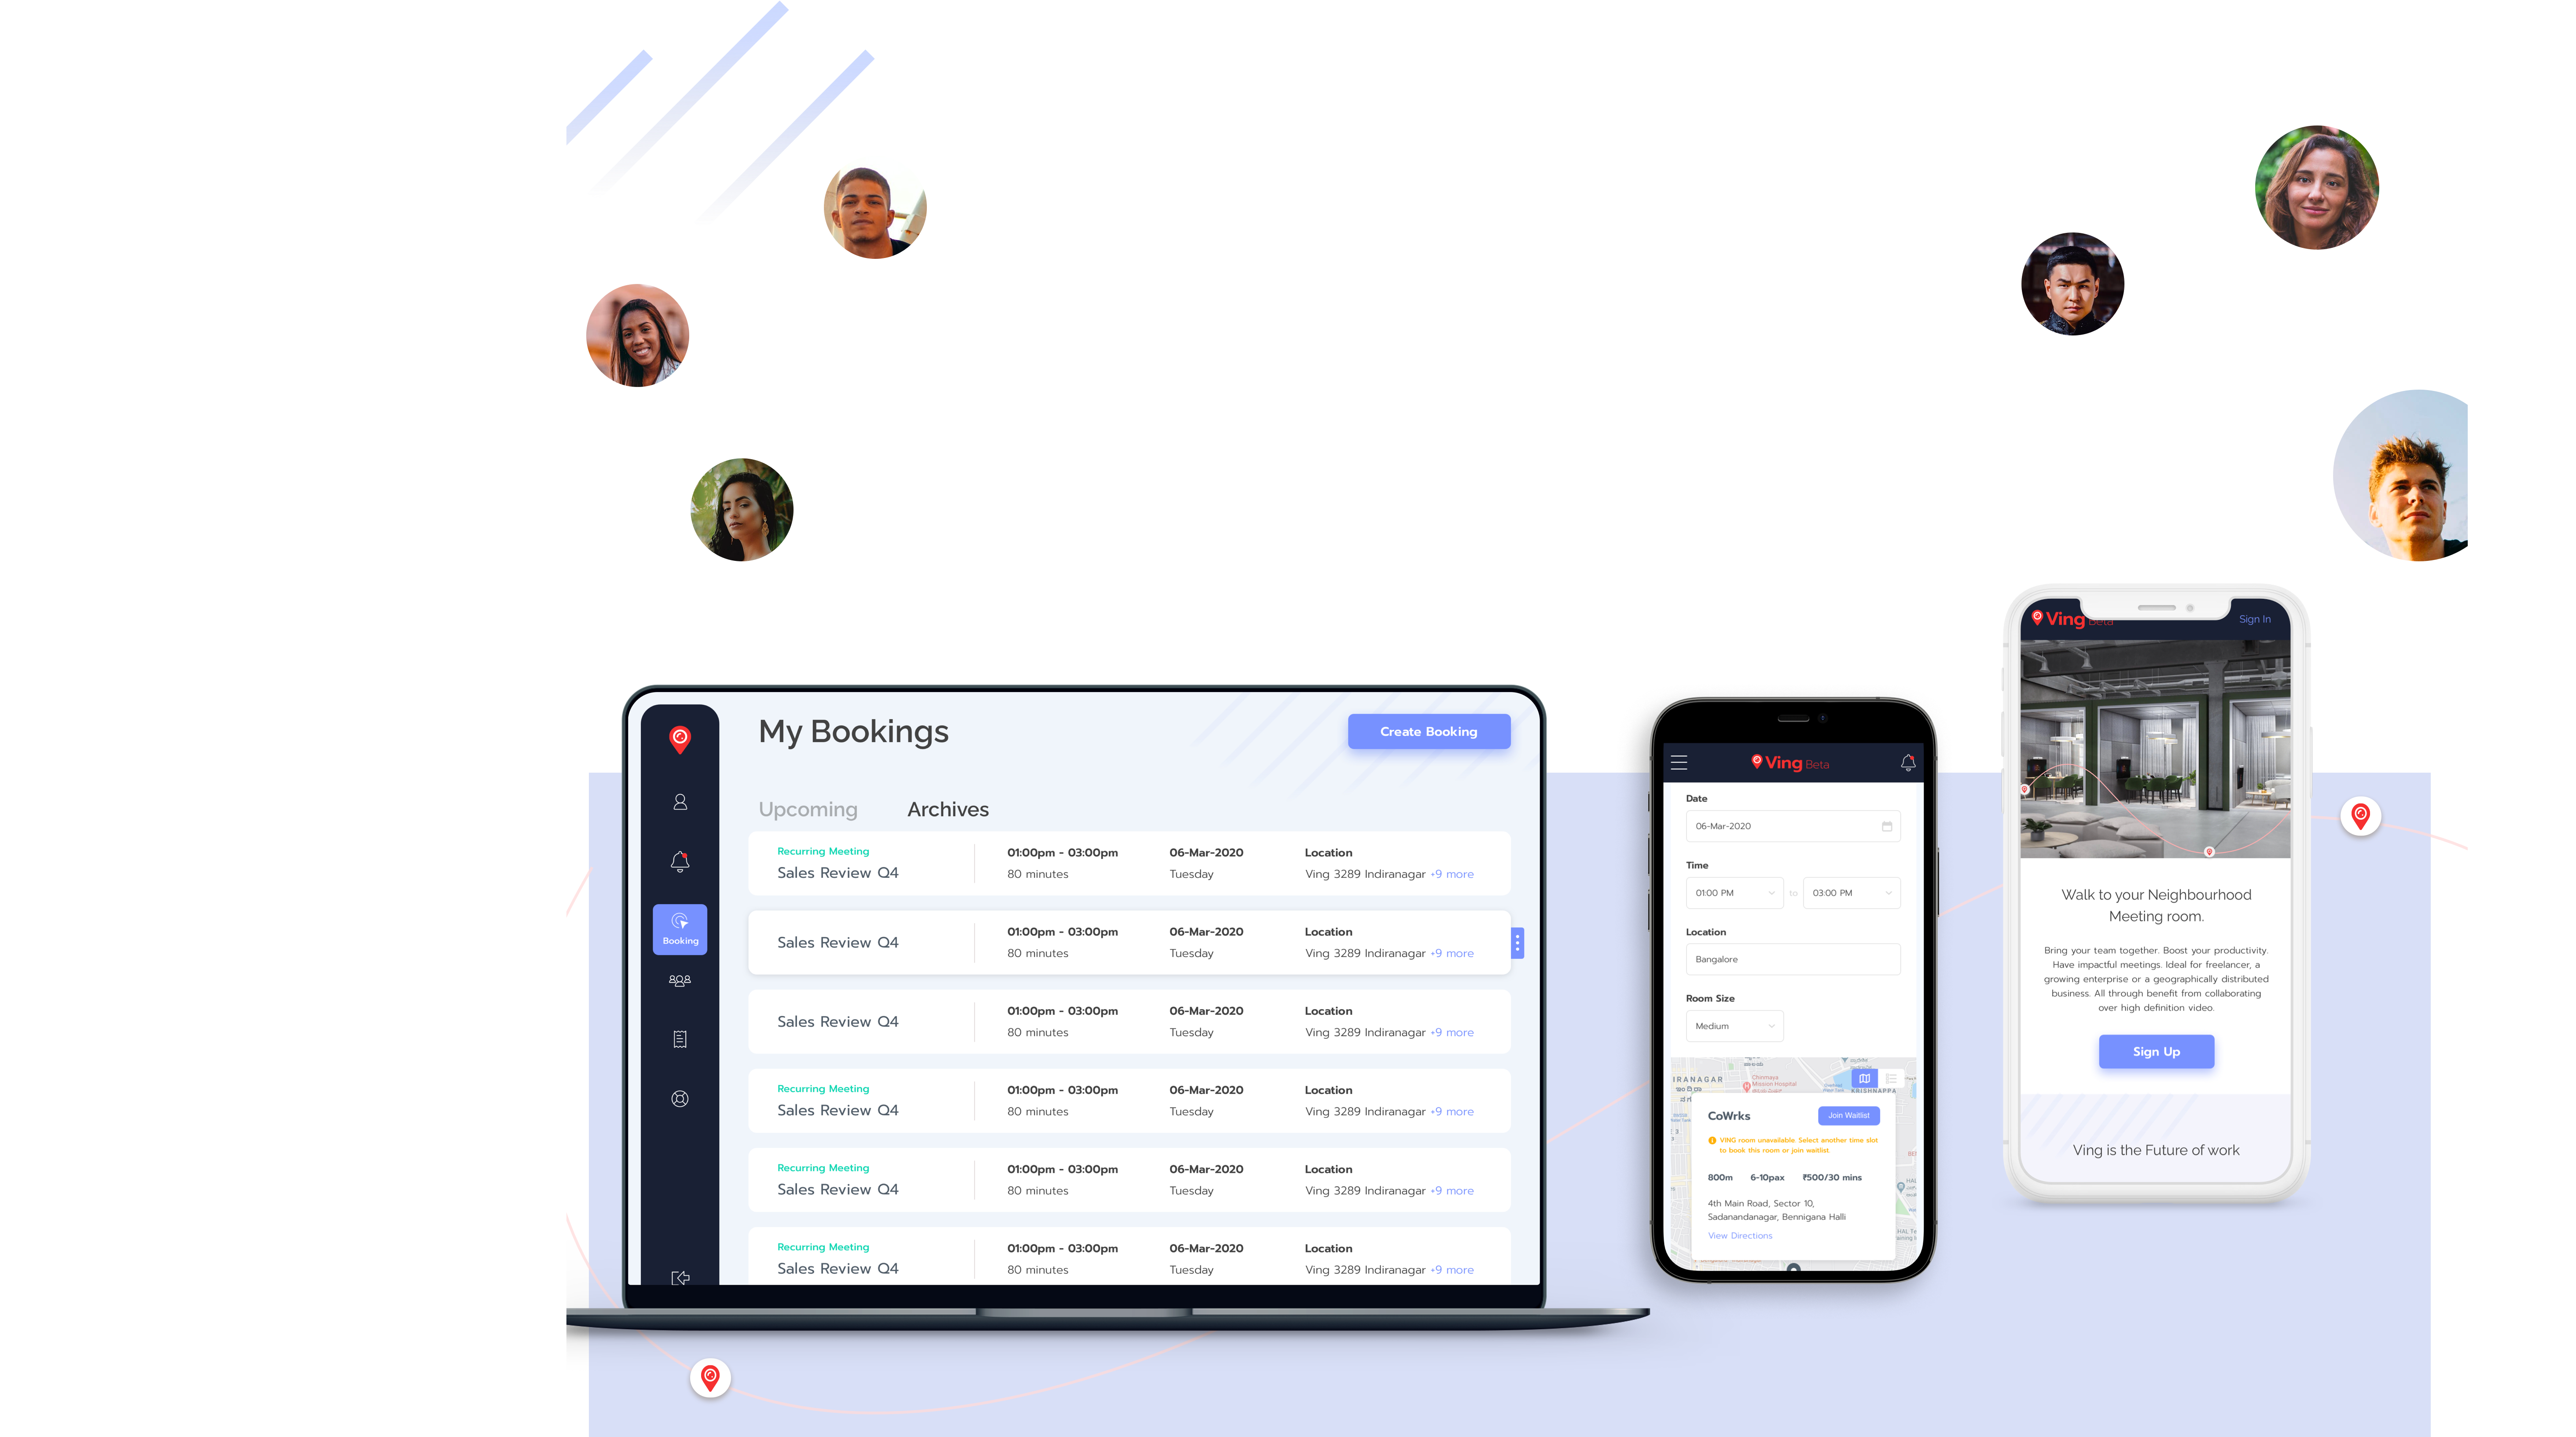 My Bookings
Create Booking
Upcoming
Archives
Booking
Recurring Meeting
Sales Review Q4
01:00pm - 03:00pm
80 minutes
06-Mar-2020
Tuesday
Location
Ving 3289 Indiranagar +9 more
Sales Review Q4
01:00pm - 03:00pm
80 minutes
06-Mar-2020
Tuesday
Location
Ving 3289 Indiranagar +9 more
Sales Review Q4
01:00pm - 03:00pm
80 minutes
06-Mar-2020
Tuesday
Location
Ving 3289 Indiranagar +9 more
Recurring Meeting
Sales Review Q4
01:00pm - 03:00pm
80 minutes
06-Mar-2020
Tuesday
Location
Ving 3289 Indiranagar +9 more
Recurring Meeting
Sales Review Q4
01:00pm - 03:00pm
80 minutes
06-Mar-2020
Tuesday
Location
Ving 3289 Indiranagar +9 more
Recurring Meeting
Sales Review Q4
01:00pm - 03:00pm
80 minutes
06-Mar-2020
Tuesday
Location
Ving 3289 Indiranagar +9 more
Ving Beta
Date
06-Mar-2020
Time
01:00 PM
to
03:00 PM
Location
Bangalore
Room Size
Medium
IRANAGAR
Chinmaya
Mission Hospital
KRISHNAPPA
CoWrks
Join Waitlist
VING room unavailable. Select another time slot
to book this room or join waitlist.
800m
6-10pax
₹500/30 mins
4th Main Road, Sector 10,
Sadanandanagar, Bennigana Halli
View Directions
Ving Beta
Sign In
Walk to your Neighbourhood
Meeting room.
Bring your team together. Boost your productivity.
Have impactful meetings. Ideal for freelancer, a
growing enterprise or a geographically distributed
business. All through benefit from collaborating
over high definition video.
Sign Up
Ving is the Future of work